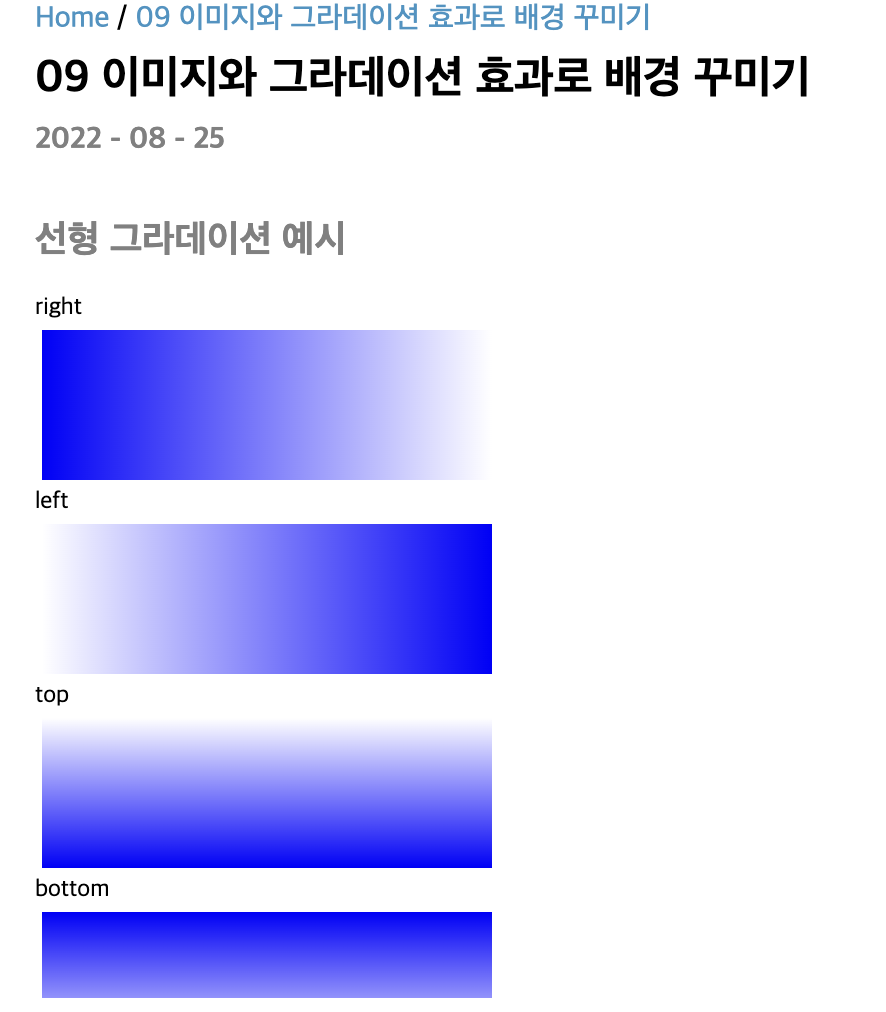 Home / 09 이미지와 그라데이션 효과로 배경 꾸미기
09 이미지와 그라데이션 효과로 배경 꾸미기
2022 - 08 - 25
선형 그라데이션 예시
right
left
top
bottom